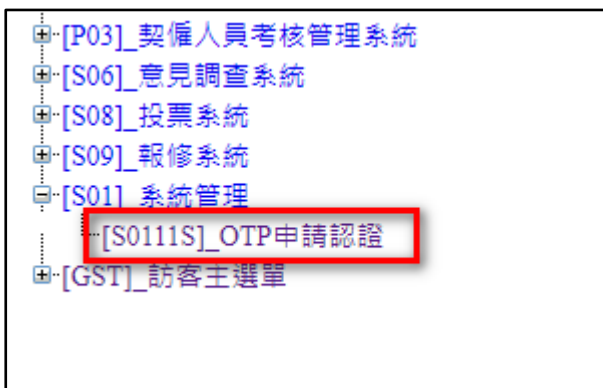 [P03]_契僱人員考核管理系統
[S06]_意見調查系統
[S08]_投票系統
[S09]_報修系統
[S01]_系統管理
[S0111S]_OTP申請認證
[GST]_訪客主選單